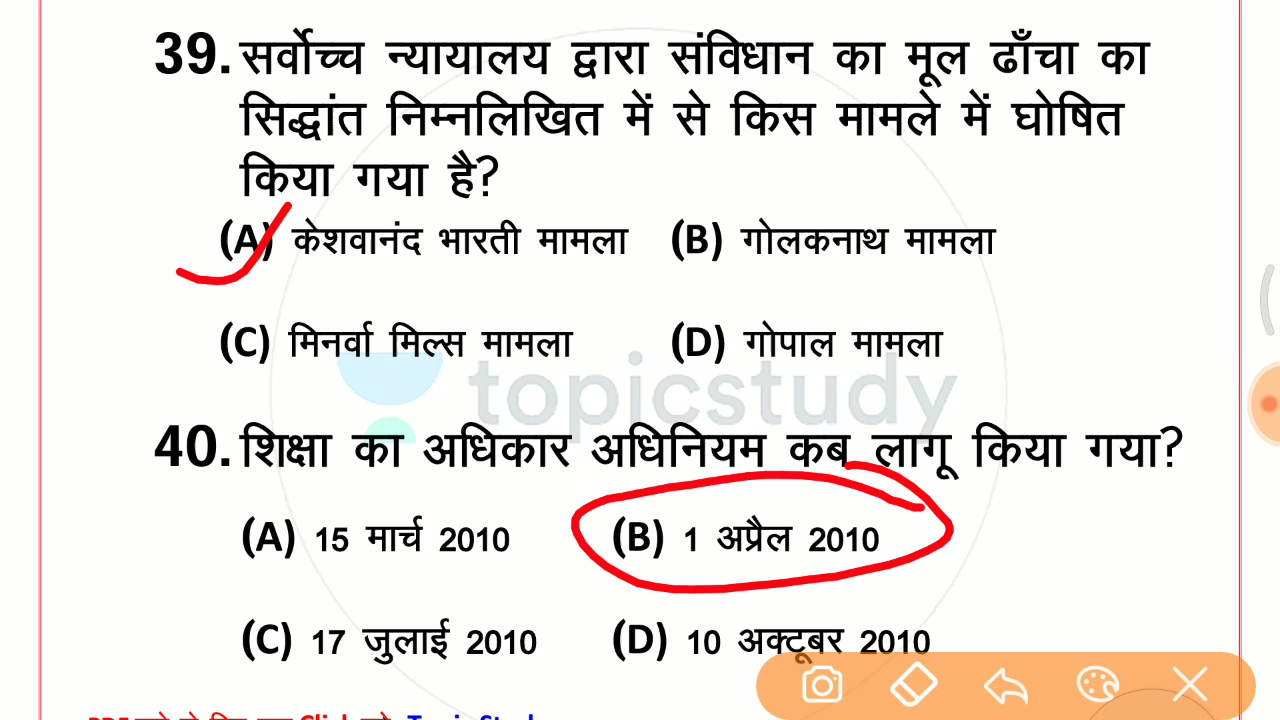 39. सर्वोच्च न्यायालय द्वारा संविधान का मूल ढाँचा का
सिद्धांत निम्नलिखित में से किस मामले में घोषित
किया गया है?
(A) केशवानंद भारती मामला (B) गोलकनाथ मामला
(C) मिनर्वा मिल्स मामला (D) गोपाल मामला
topicstudy
40. शिक्षा का अधिकार अधिनियम कब लागू किया गया?
(A) 15 मार्च 2010 (B) 1 अप्रैल 2010
(C) 17 जुलाई 2010 (D) 10 अक्टूबर 2010